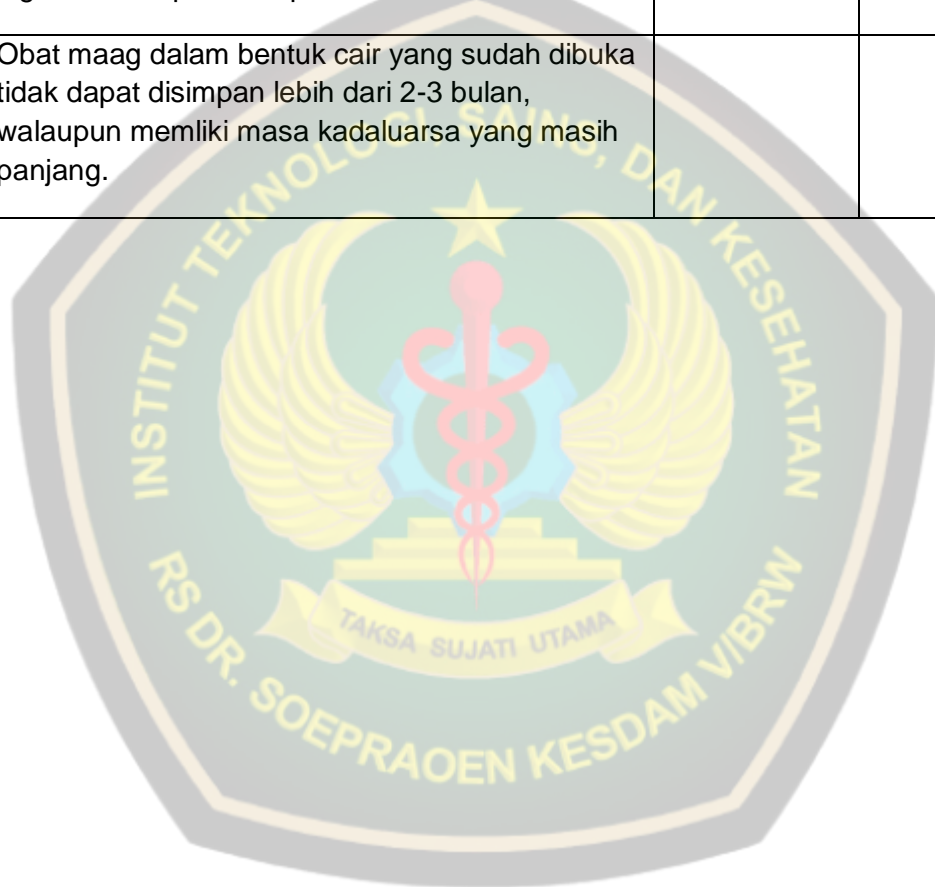 Obat maag dalam bentuk cair yang sudah dibuka
tidak dapat disimpan lebih dari 2-3 bulan,
walaupun memliki masa kadaluarsa yang masih
panjang.
INSTITUT TEKNOLOGI, SAINS, DAN KESEHATAN
TAKSA SUJATI UTAMA
RS DR. SOEPRAOEN KESDAM V/BRW